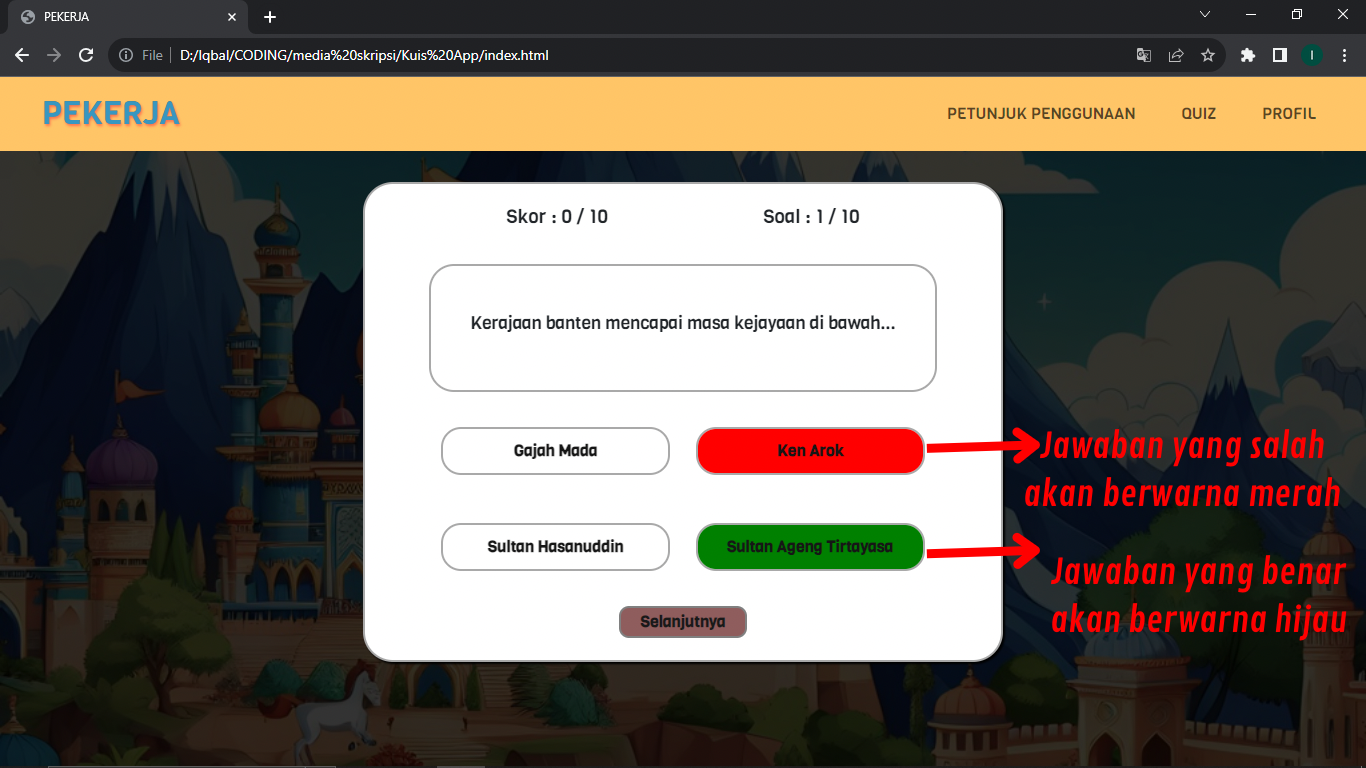 PEKERJA
File
D:/Iqbal/CODING/media%20skripsi/Kuis%20App/index.html
I
PEKERJA
PETUNJUK PENGGUNAAN
QUIZ
PROFIL
Skor : 0 / 10
Soal : 1 / 10
Kerajaan banten mencapai masa kejayaan di bawah...
Gajah Mada
Ken Arok
Jawaban yang salah
akan berwarna merah
Sultan Hasanuddin
Sultan Ageng Tirtayasa
Jawaban yang benar
akan berwarna hijau
Selanjutnya